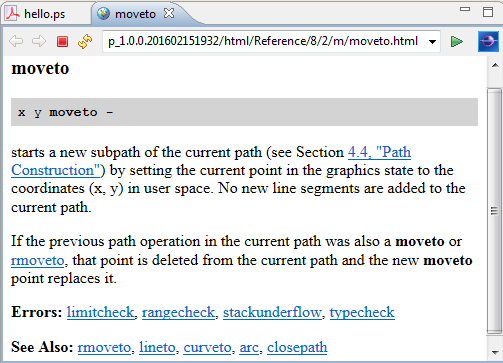 hello.ps moveto
p_1.0.0.201602151932/html/Reference/8/2/m/moveto.html
moveto
x y moveto -
starts a new subpath of the current path (see Section 4.4, "Path
Construction") by setting the current point in the graphics state to the
coordinates (x, y) in user space. No new line segments are added to the
current path.
If the previous path operation in the current path was also a moveto or
rmoveto, that point is deleted from the current path and the new moveto
point replaces it.
Errors: limitcheck, rangecheck, stackunderflow, typecheck
See Also: rmoveto, lineto, curveto, arc, closepath